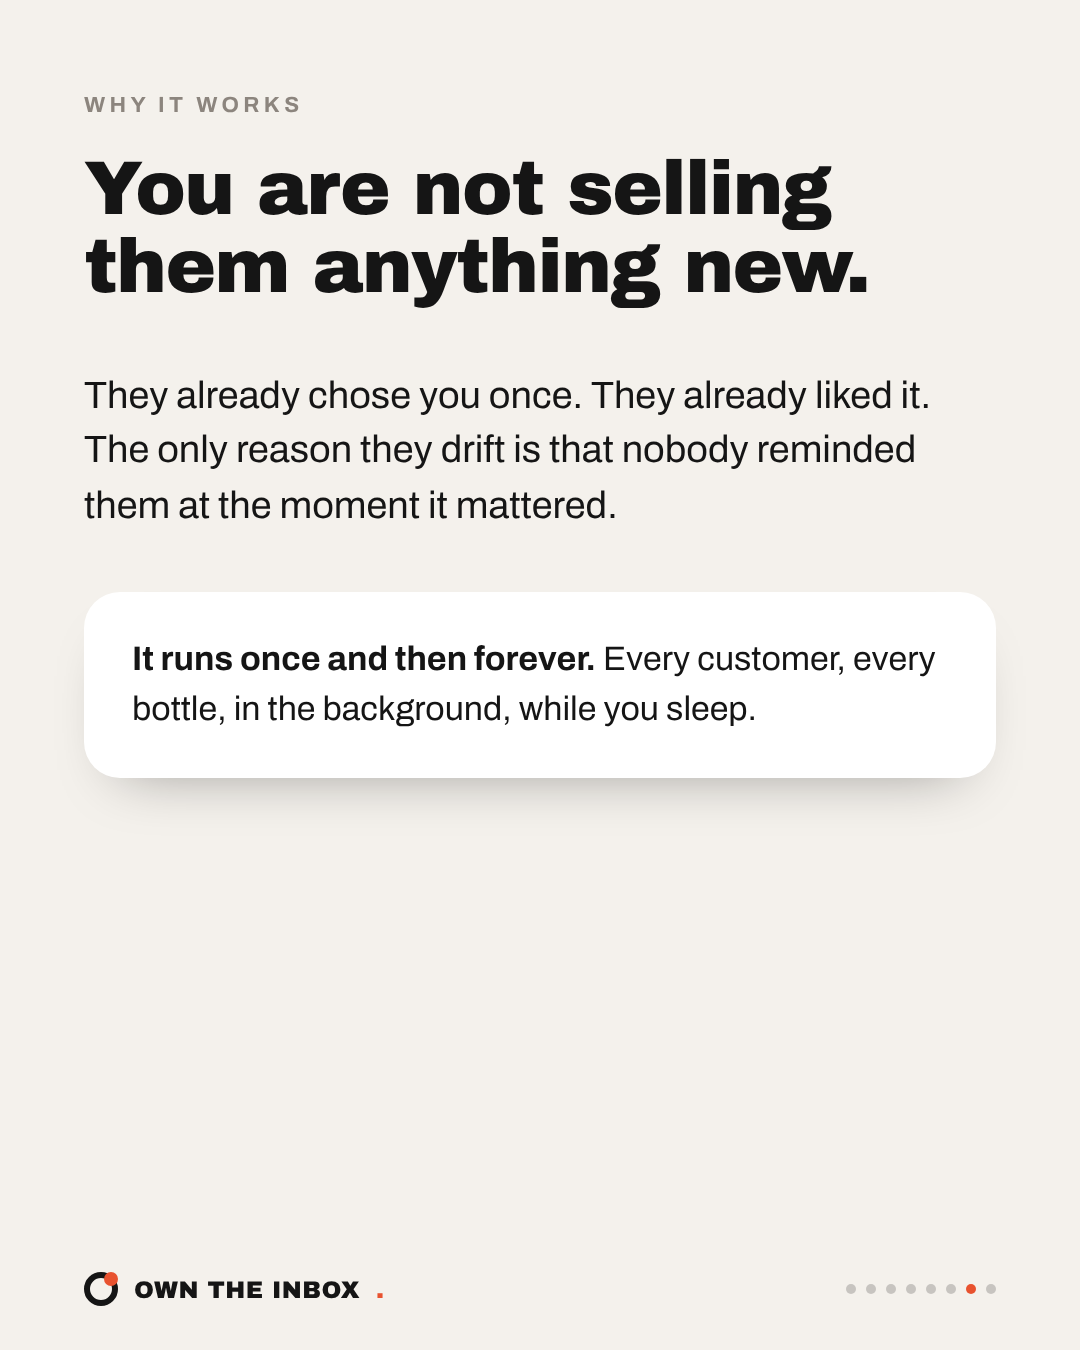 WHY IT WORKS
You are not selling
them anything new.
They already chose you once. They already liked it.
The only reason they drift is that nobody reminded
them at the moment it mattered.
It runs once and then forever. Every customer, every
bottle, in the background, while you sleep.
OWN THE INBOX .